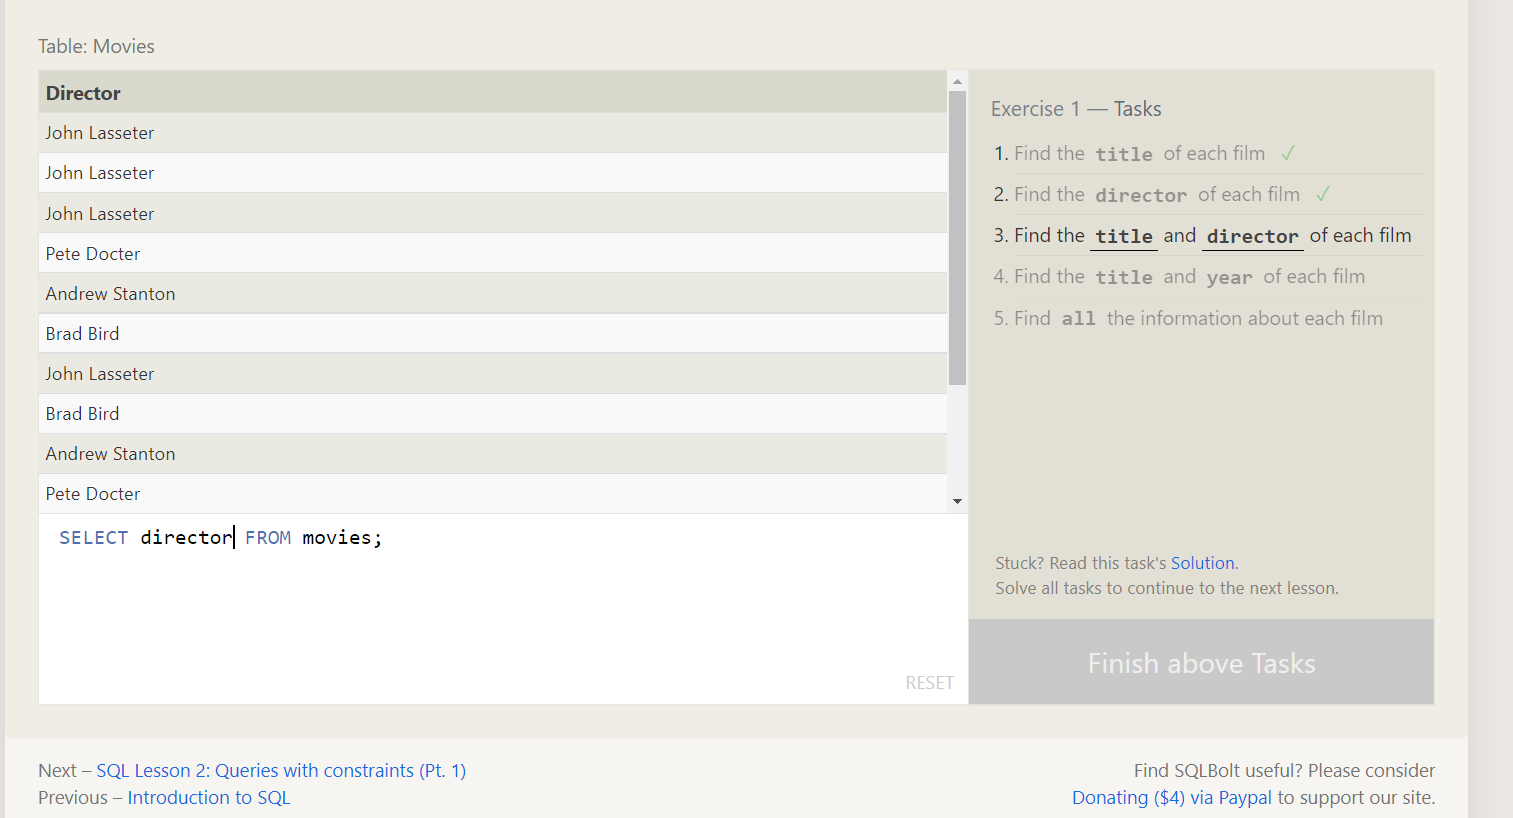 Table: Movies
Director
John Lasseter
John Lasseter
John Lasseter
Pete Docter
Andrew Stanton
Brad Bird
John Lasseter
Brad Bird
Andrew Stanton
Pete Docter
SELECT director FROM movies;
RESET
Exercise 1 — Tasks
1. Find the title of each film ✓
2. Find the director of each film ✓
3. Find the title and director of each film
4. Find the title and year of each film
5. Find all the information about each film
Stuck? Read this task's Solution.
Solve all tasks to continue to the next lesson.
Finish above Tasks
Next – SQL Lesson 2: Queries with constraints (Pt. 1)
Previous – Introduction to SQL
Find SQLBolt useful? Please consider
Donating ($4) via Paypal to support our site.